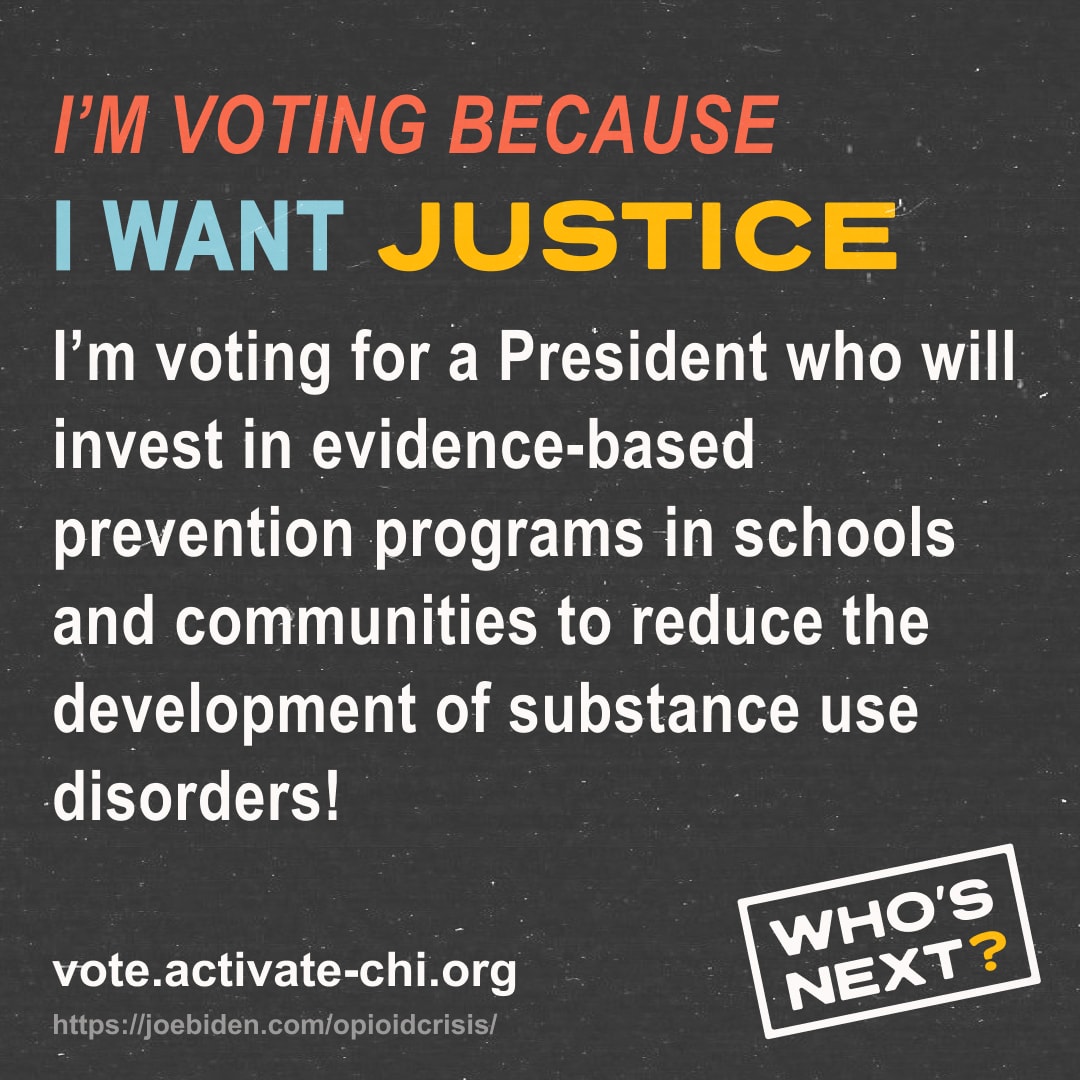 I'M VOTING BECAUSE
I WANT JUSTICE
I'm voting for a President who will
invest in evidence-based
prevention programs in schools
and communities to reduce the
development of substance use
disorders!
WHO'S
NEXT?
vote.activate-chi.org
https://joebiden.com/opioidcrisis/